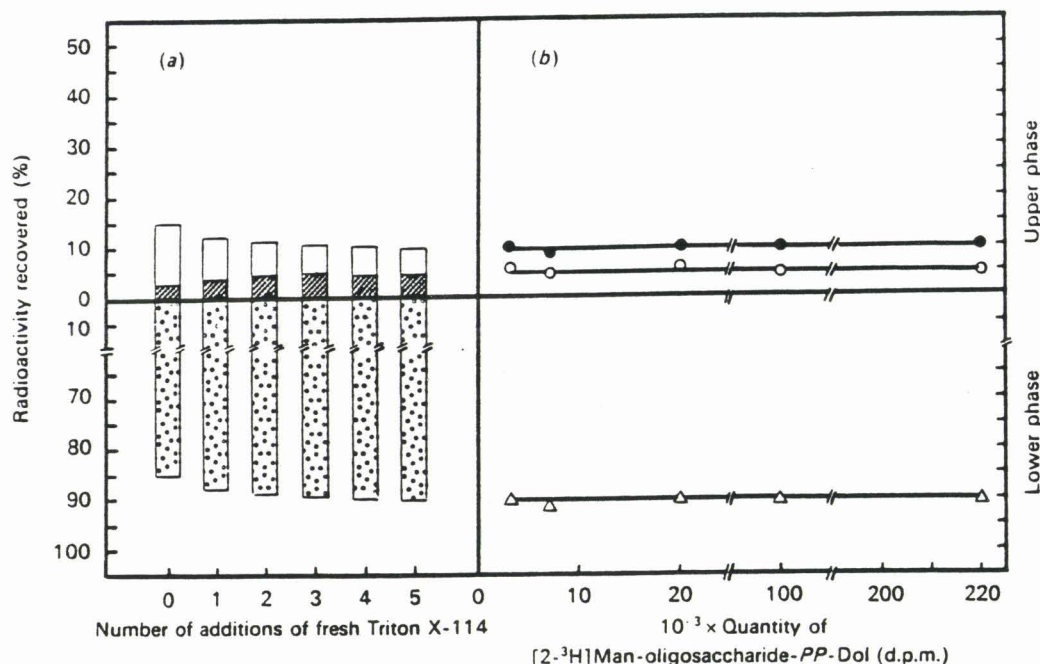 (a)
(b)
Radioactivity recovered (%)
50
40
30
20
10
0
10
70
80
90
100
Upper phase
Lower phase
0 1 2 3 4 5
0 10 20 100 200 220
Number of additions of fresh Triton X-114
10⁻³ × Quantity of
[2-³H]Man-oligosaccharide-PP-Dol (d.p.m.)